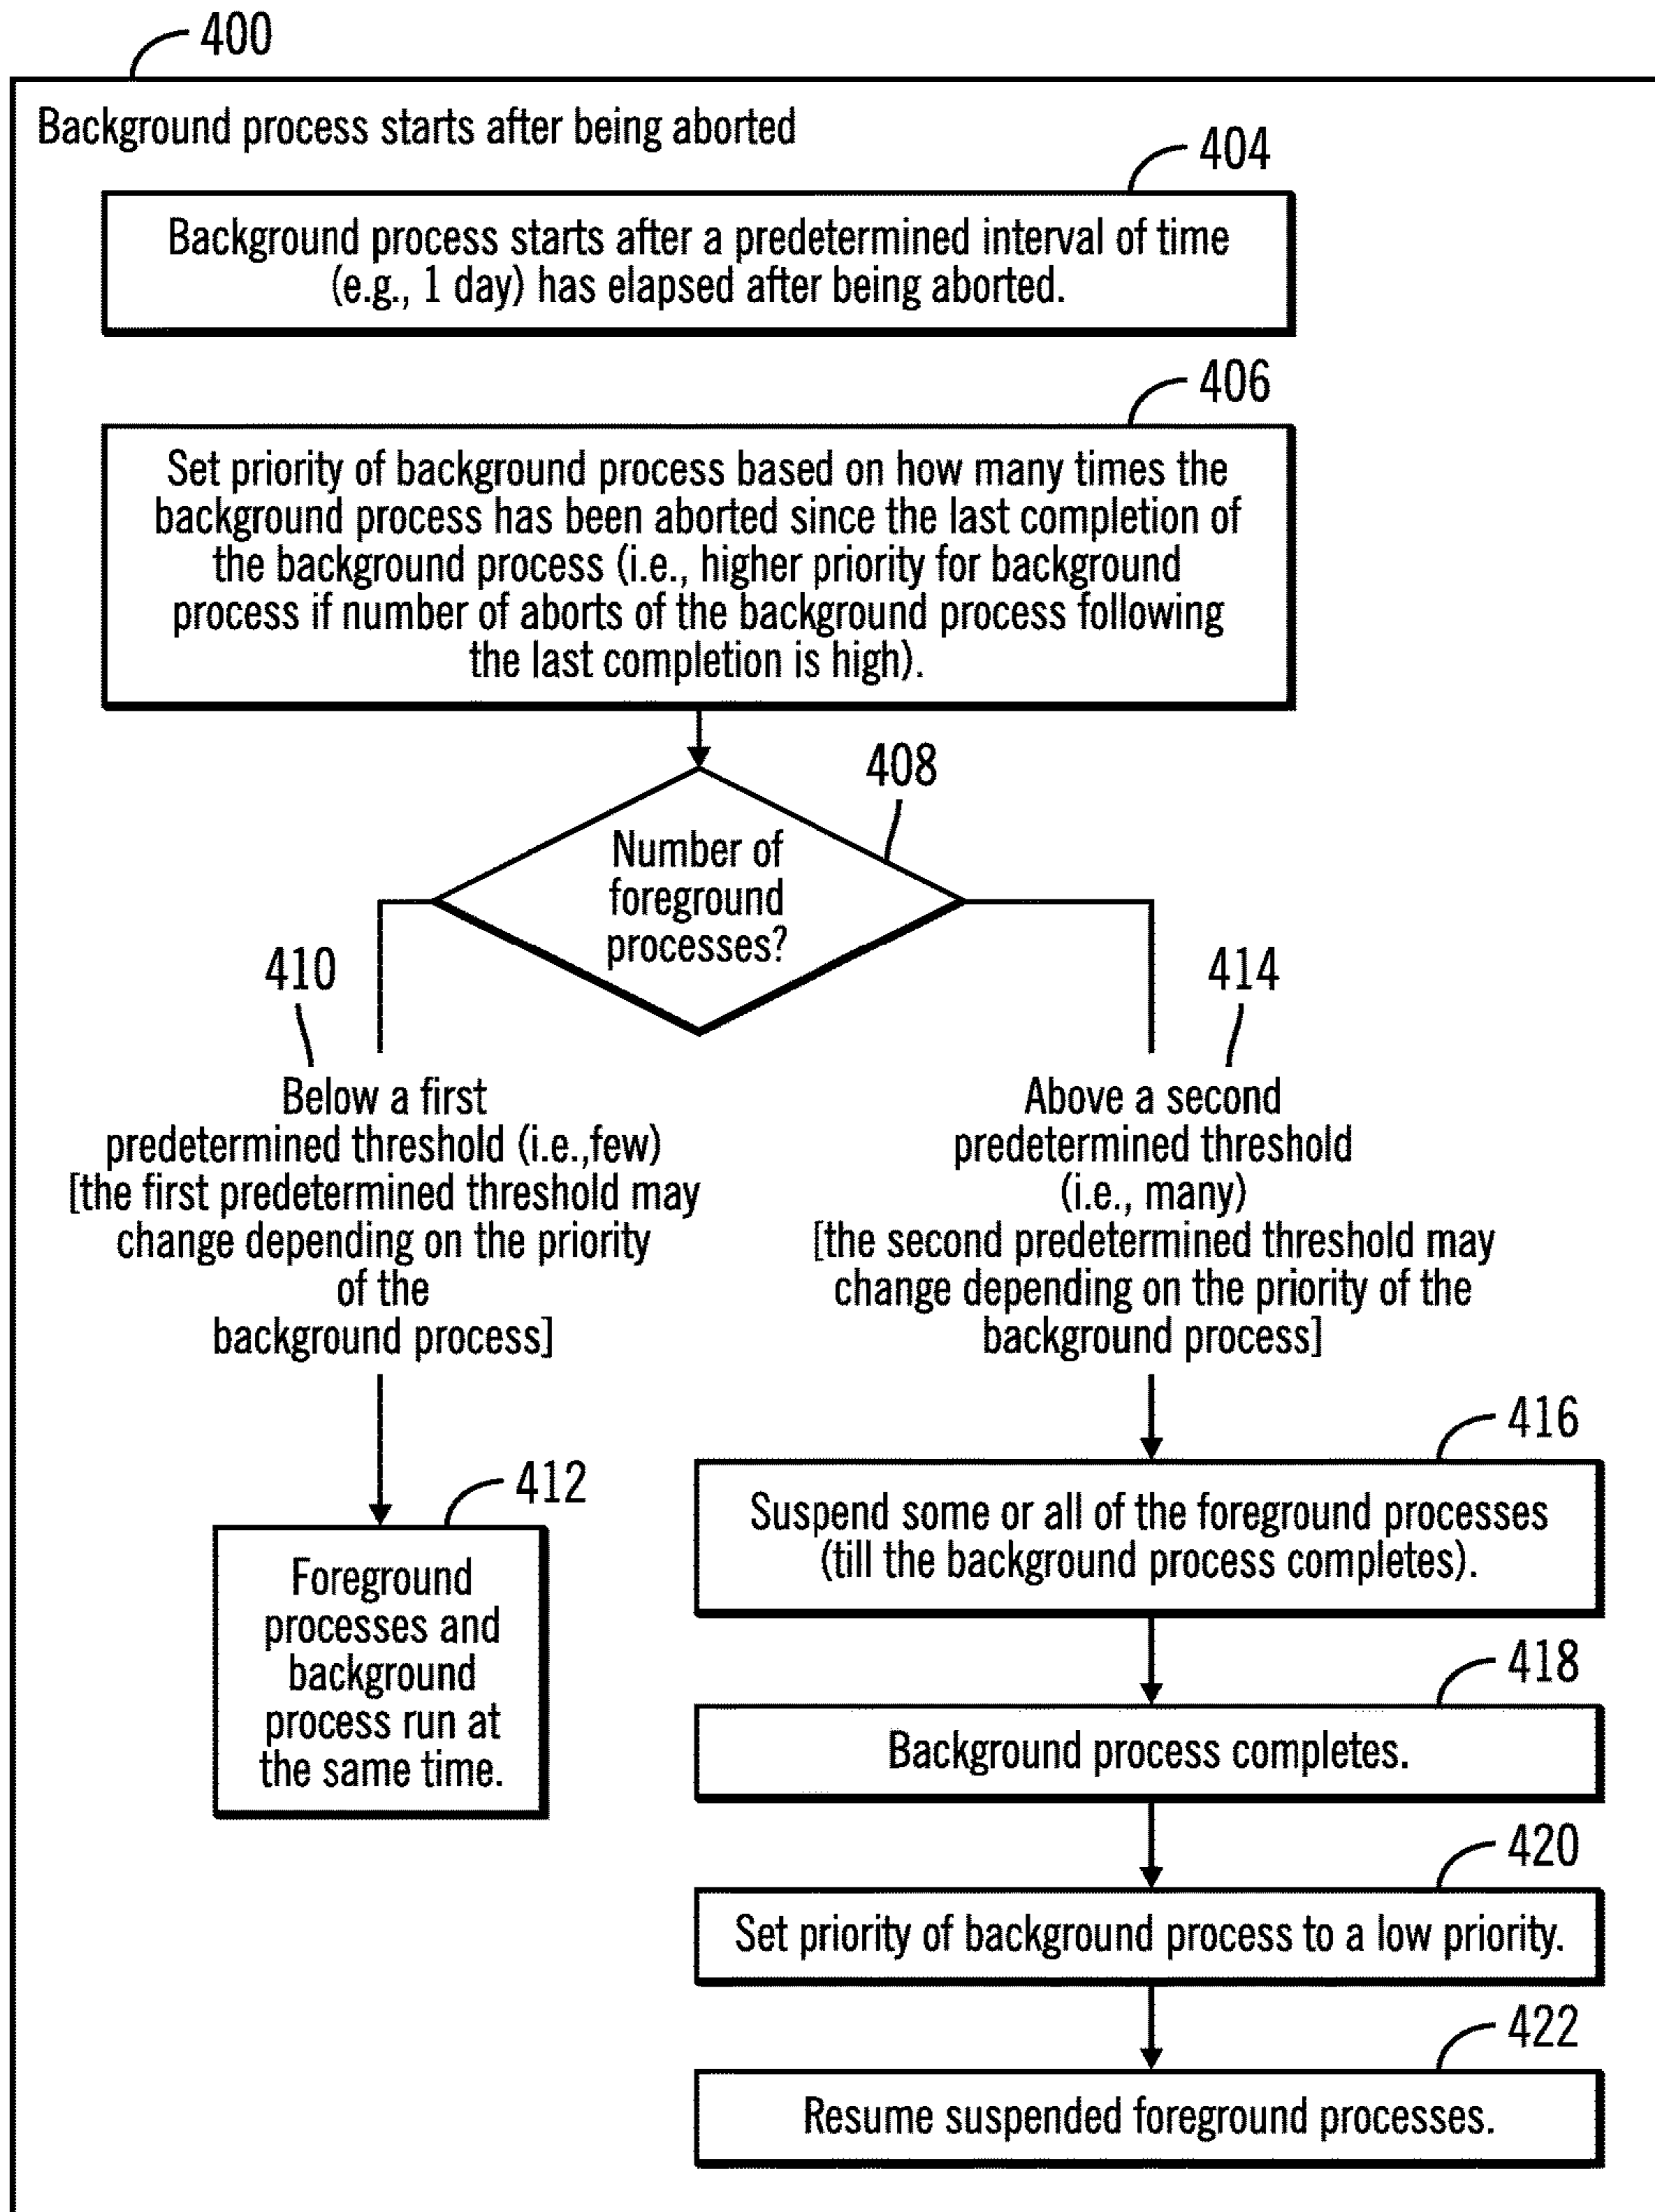 400
Background process starts after being aborted
404
Background process starts after a predetermined interval of time
(e.g., 1 day) has elapsed after being aborted.
406
Set priority of background process based on how many times the
background process has been aborted since the last completion of
the background process (i.e., higher priority for background
process if number of aborts of the background process following
the last completion is high).
408
Number of
foreground
processes?
410
Below a first
predetermined threshold (i.e.,few)
[the first predetermined threshold may
change depending on the priority
of the
background process]
412
Foreground
processes and
background
process run at
the same time.
414
Above a second
predetermined threshold
(i.e., many)
[the second predetermined threshold may
change depending on the priority of the
background process]
416
Suspend some or all of the foreground processes
(till the background process completes).
418
Background process completes.
420
Set priority of background process to a low priority.
422
Resume suspended foreground processes.